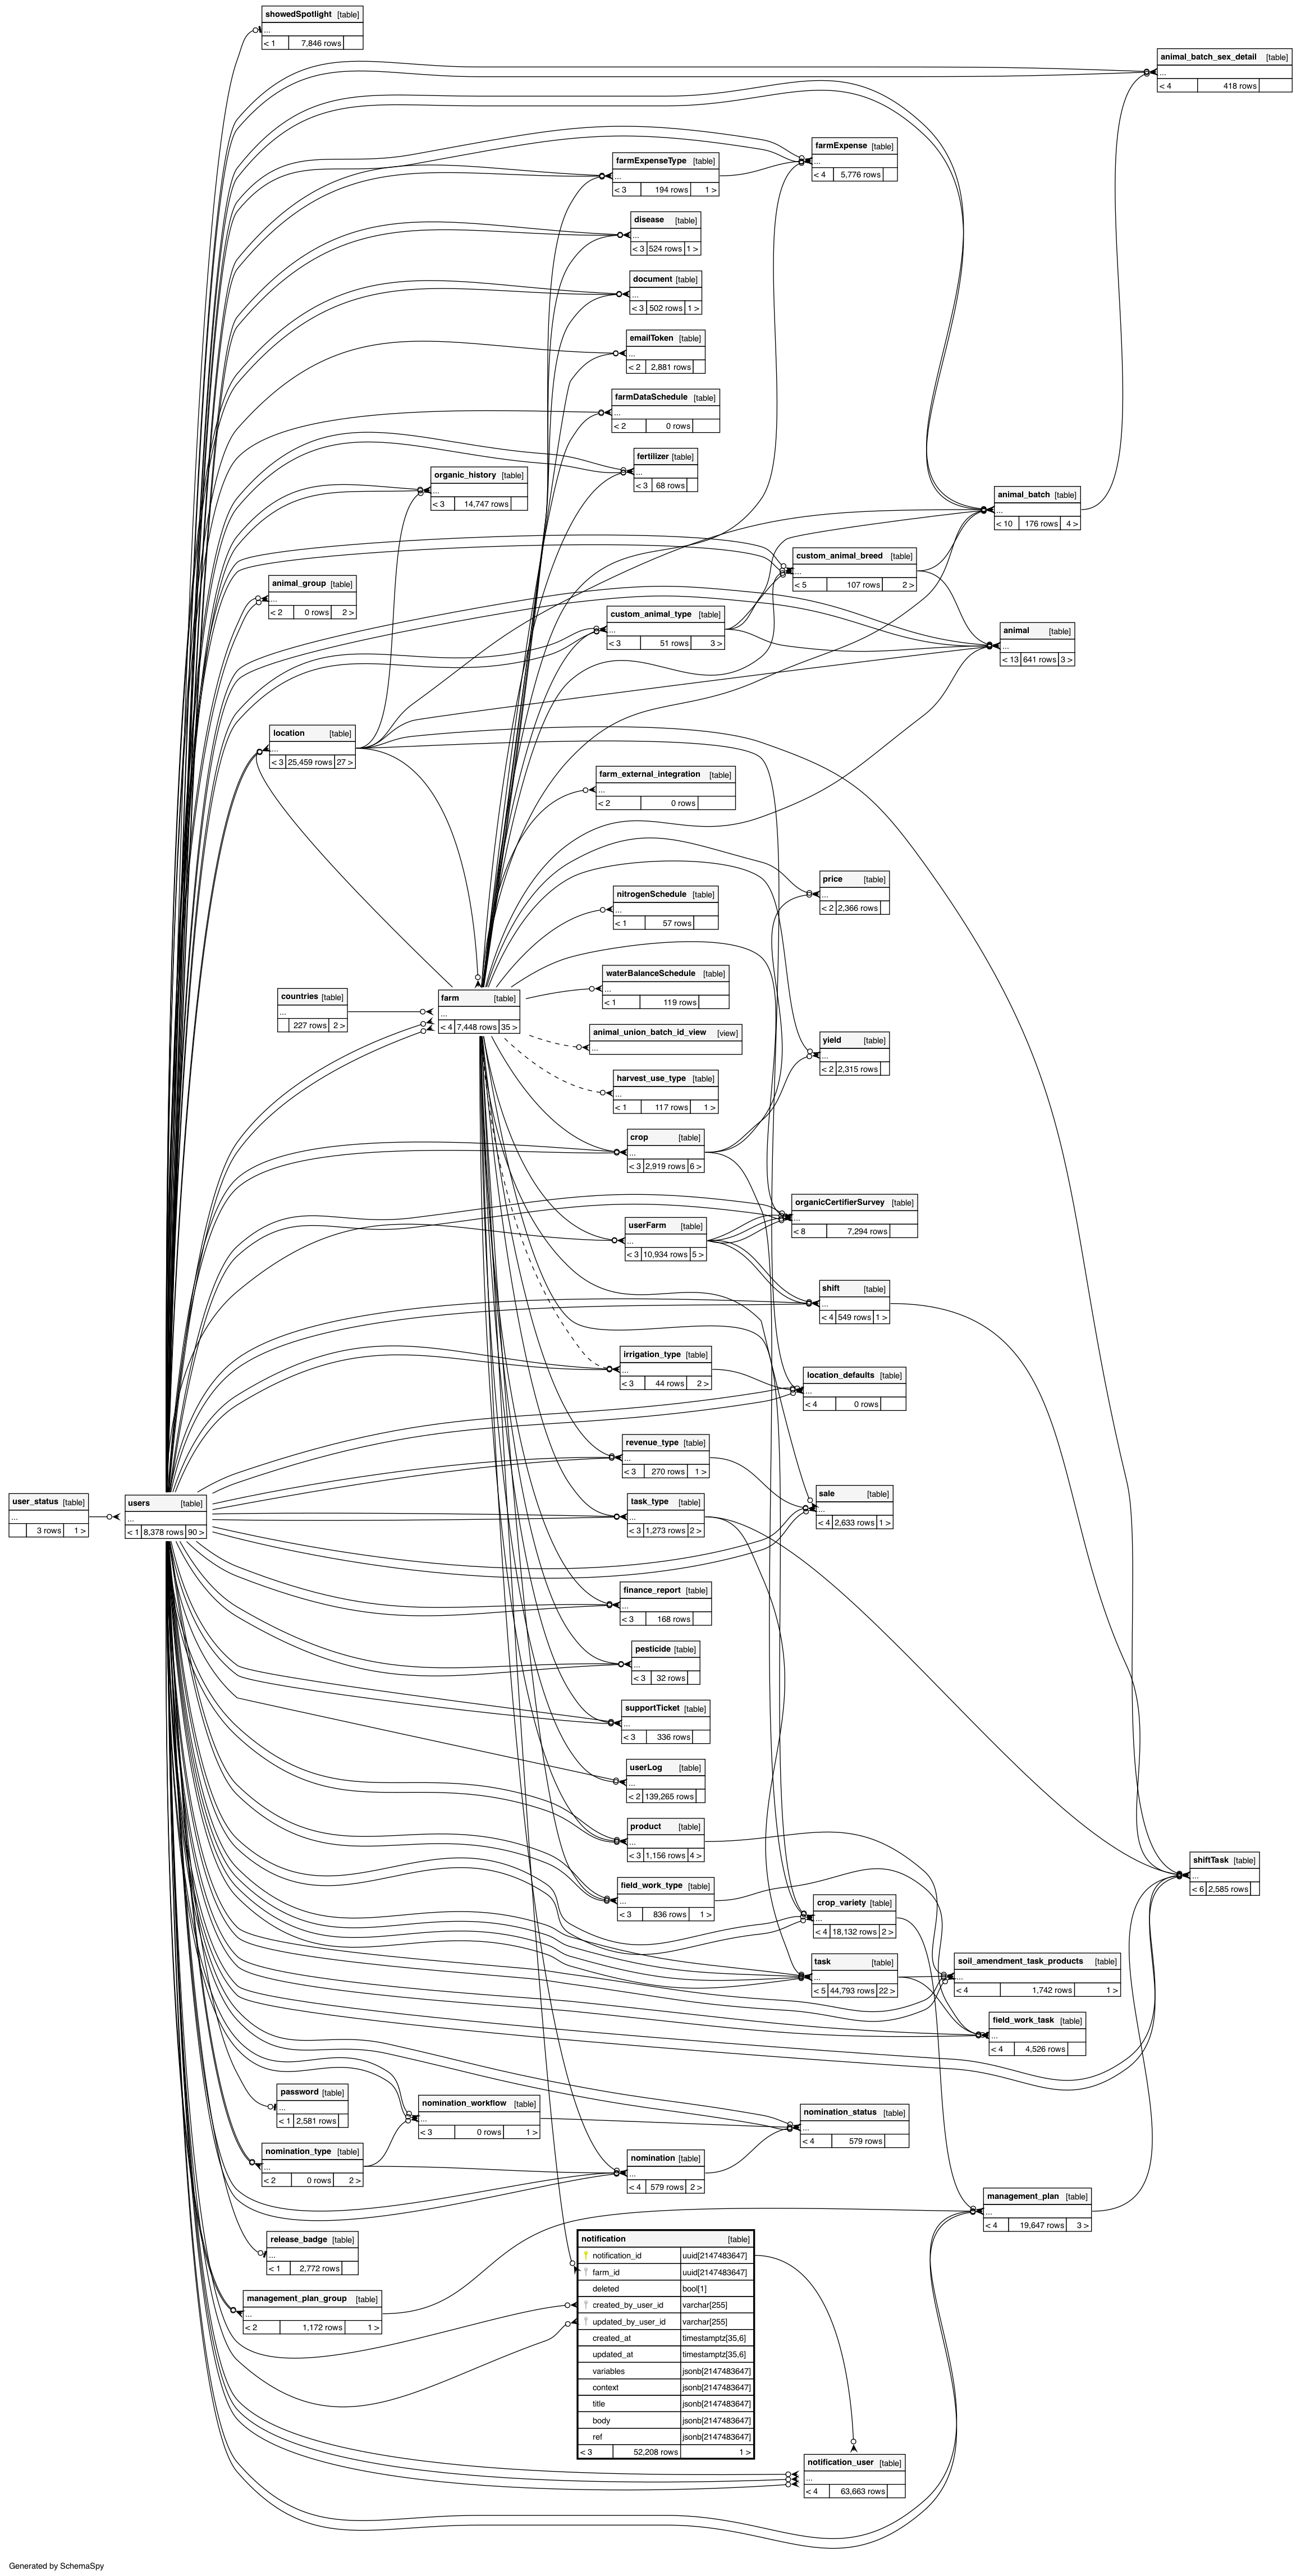 showedSpotlight [table]
...
< 1 7,846 rows
animal_batch_sex_detail [table]
...
< 4 418 rows
farmExpense [table]
...
< 4 5,776 rows
farmExpenseType [table]
...
< 3 194 rows 1 >
disease [table]
...
< 3 524 rows 1 >
document [table]
...
< 3 502 rows 1 >
emailToken [table]
...
< 2 2,881 rows
farmDataSchedule [table]
...
< 2 0 rows
fertilizer [table]
...
< 3 68 rows
organic_history [table]
...
< 3 14,747 rows
animal_batch [table]
...
< 10 176 rows 4 >
custom_animal_breed [table]
...
< 5 107 rows 2 >
animal_group [table]
...
< 2 0 rows 2 >
custom_animal_type [table]
...
< 3 51 rows 3 >
animal [table]
...
< 13 641 rows 3 >
location [table]
...
< 3 25,459 rows 27 >
farm_external_integration [table]
...
< 2 0 rows
price [table]
...
< 2 2,366 rows
nitrogenSchedule [table]
...
< 1 57 rows
waterBalanceSchedule [table]
...
< 1 119 rows
countries [table]
...
227 rows 2 >
farm [table]
...
< 4 7,448 rows 35 >
animal_union_batch_id_view [view]
...
yield [table]
...
< 2 2,315 rows
harvest_use_type [table]
...
< 1 117 rows 1 >
crop [table]
...
< 3 2,919 rows 6 >
organicCertifierSurvey [table]
...
< 8 7,294 rows
userFarm [table]
...
< 3 10,934 rows 5 >
shift [table]
...
< 4 549 rows 1 >
irrigation_type [table]
...
< 3 44 rows 2 >
location_defaults [table]
...
< 4 0 rows
revenue_type [table]
...
< 3 270 rows 1 >
sale [table]
...
< 4 2,633 rows 1 >
user_status [table]
...
3 rows 1 >
users [table]
...
< 1 8,378 rows 90 >
task_type [table]
...
< 3 1,273 rows 2 >
finance_report [table]
...
< 3 168 rows
pesticide [table]
...
< 3 32 rows
supportTicket [table]
...
< 3 336 rows
userLog [table]
...
< 2 139,265 rows
product [table]
...
< 3 1,156 rows 4 >
shiftTask [table]
...
< 6 2,585 rows
field_work_type [table]
...
< 3 836 rows 1 >
crop_variety [table]
...
< 4 18,132 rows 2 >
task [table]
...
< 5 44,793 rows 22 >
soil_amendment_task_products [table]
...
< 4 1,742 rows 1 >
field_work_task [table]
...
< 4 4,526 rows
password [table]
...
< 1 2,581 rows
nomination_workflow [table]
...
< 3 0 rows 1 >
nomination_status [table]
...
< 4 579 rows
nomination_type [table]
...
< 2 0 rows 2 >
nomination [table]
...
< 4 579 rows 2 >
management_plan [table]
...
< 4 19,647 rows 3 >
release_badge [table]
...
< 1 2,772 rows
management_plan_group [table]
...
< 2 1,172 rows 1 >
notification [table]
notification_id uuid[2147483647]
farm_id uuid[2147483647]
deleted bool[1]
created_by_user_id varchar[255]
updated_by_user_id varchar[255]
created_at timestamptz[35,6]
updated_at timestamptz[35,6]
variables jsonb[2147483647]
context jsonb[2147483647]
title jsonb[2147483647]
body jsonb[2147483647]
ref jsonb[2147483647]
< 3 52,208 rows 1 >
notification_user [table]
...
< 4 63,663 rows
Generated by SchemaSpy